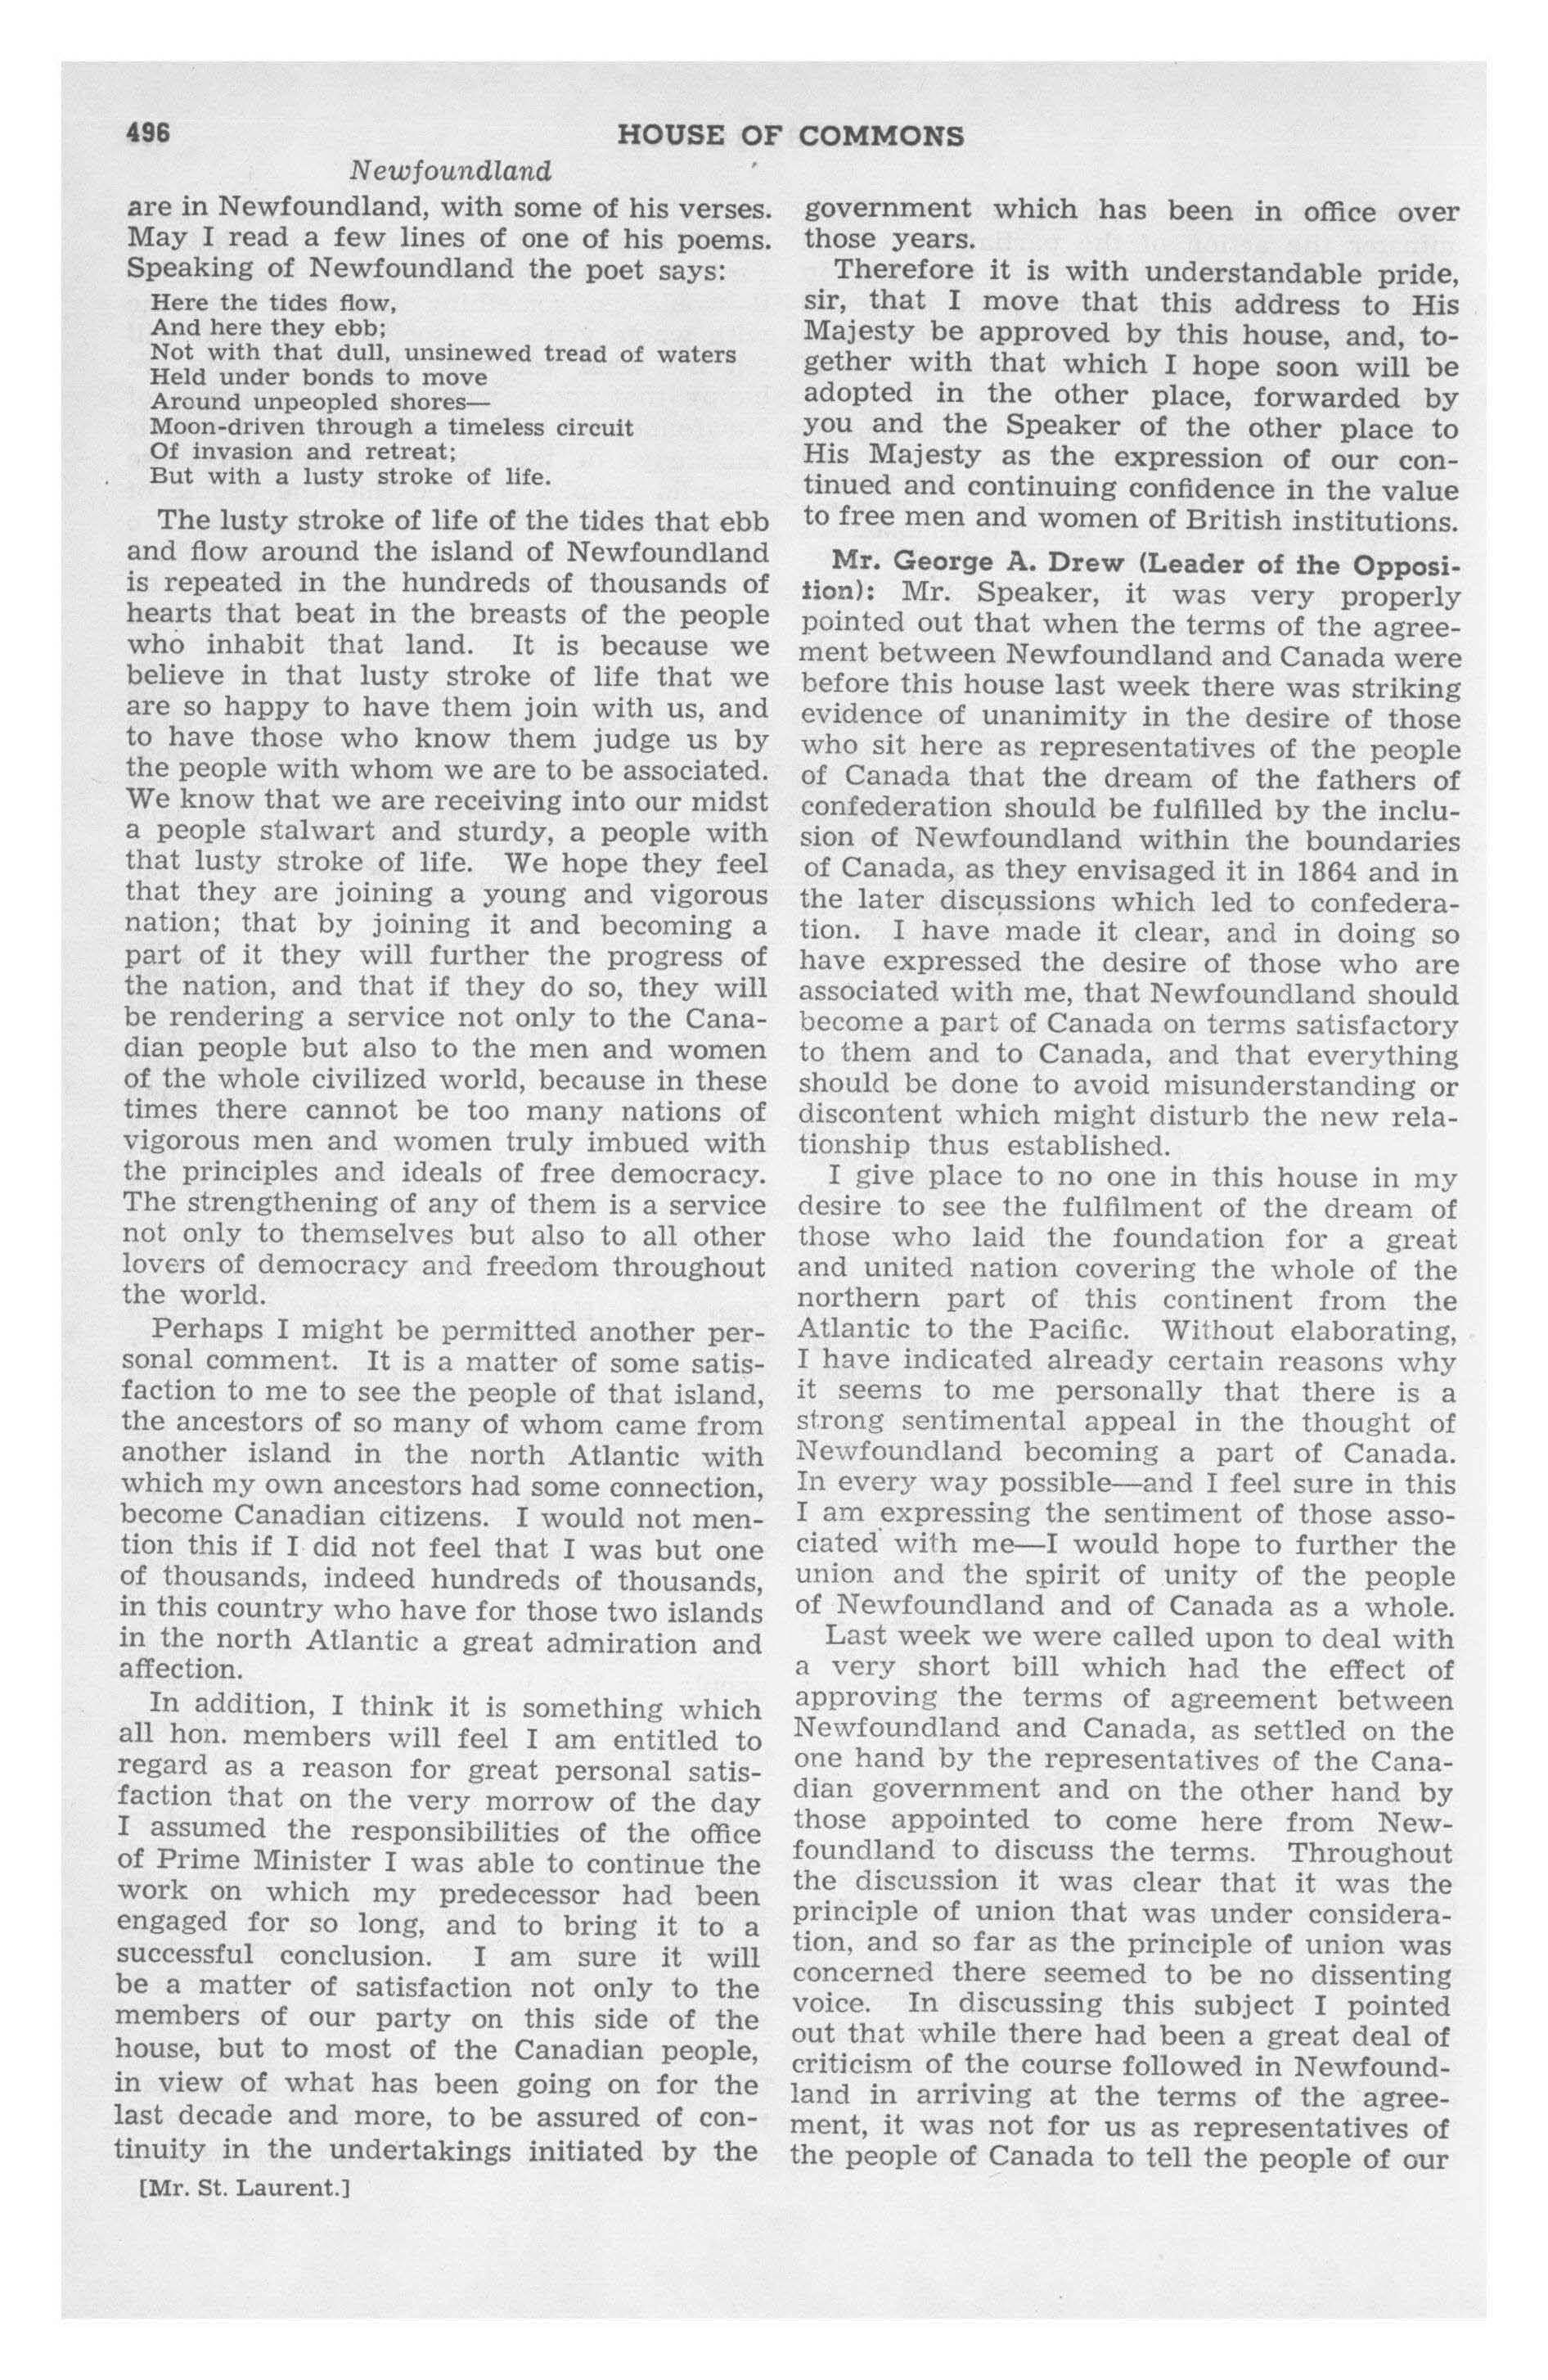 496
HOUSE OF COMMONS
Newfoundland
are in Newfoundland, with some of his verses.
May I read a few lines of one of his poems.
Speaking of Newfoundland the poet says:
Here the tides flow,
And here they ebb;
Not with that dull, unsinewed tread of waters
Held under bonds to move
Around unpeopled shores—
Moon-driven through a timeless circuit
Of invasion and retreat;
But with a lusty stroke of life.
The lusty stroke of life of the tides that ebb
and flow around the island of Newfoundland
is repeated in the hundreds of thousands of
hearts that beat in the breasts of the people
who inhabit that land. It is because we
believe in that lusty stroke of life that we
are so happy to have them join with us, and
to have those who know them judge us by
the people with whom we are to be associated.
We know that we are receiving into our midst
a people stalwart and sturdy, a people with
that lusty stroke of life. We hope they feel
that they are joining a young and vigorous
nation; that by joining it and becoming a
part of it they will further the progress of
the nation, and that if they do so, they will
be rendering a service not only to the Cana-
dian people but also to the men and women
of the whole civilized world, because in these
times there cannot be too many nations of
vigorous men and women truly imbued with
the principles and ideals of free democracy.
The strengthening of any of them is a service
not only to themselves but also to all other
lovers of democracy and freedom throughout
the world.
Perhaps I might be permitted another per-
sonal comment. It is a matter of some satis-
faction to me to see the people of that island,
the ancestors of so many of whom came from
another island in the north Atlantic with
which my own ancestors had some connection,
become Canadian citizens. I would not men-
tion this if I did not feel that I was but one
of thousands, indeed hundreds of thousands,
in this country who have for those two islands
in the north Atlantic a great admiration and
affection.
In addition, I think it is something which
all hon. members will feel I am entitled to
regard as a reason for great personal satis-
faction that on the very morrow of the day
I assumed the responsibilities of the office
of Prime Minister I was able to continue the
work on which my predecessor had been
engaged for so long, and to bring it to a
successful conclusion. I am sure it will
be a matter of satisfaction not only to the
members of our party on this side of the
house, but to most of the Canadian people,
in view of what has been going on for the
last decade and more, to be assured of con-
tinuity in the undertakings initiated by the
[Mr. St. Laurent.]
government which has been in office over
those years.
Therefore it is with understandable pride,
sir, that I move that this address to His
Majesty be approved by this house, and, to-
gether with that which I hope soon will be
adopted in the other place, forwarded by
you and the Speaker of the other place to
His Majesty as the expression of our con-
tinued and continuing confidence in the value
to free men and women of British institutions.
Mr. George A. Drew (Leader of the Opposi-
tion): Mr. Speaker, it was very properly
pointed out that when the terms of the agree-
ment between Newfoundland and Canada were
before this house last week there was striking
evidence of unanimity in the desire of those
who sit here as representatives of the people
of Canada that the dream of the fathers of
confederation should be fulfilled by the inclu-
sion of Newfoundland within the boundaries
of Canada, as they envisaged it in 1864 and in
the later discussions which led to confedera-
tion. I have made it clear, and in doing so
have expressed the desire of those who are
associated with me, that Newfoundland should
become a part of Canada on terms satisfactory
to them and to Canada, and that everything
should be done to avoid misunderstanding or
discontent which might disturb the new rela-
tionship thus established.
I give place to no one in this house in my
desire to see the fulfilment of the dream of
those who laid the foundation for a great
and united nation covering the whole of the
northern part of this continent from the
Atlantic to the Pacific. Without elaborating,
I have indicated already certain reasons why
it seems to me personally that there is a
strong sentimental appeal in the thought of
Newfoundland becoming a part of Canada.
In every way possible—and I feel sure in this
I am expressing the sentiment of those asso-
ciated with me—I would hope to further the
union and the spirit of unity of the people
of Newfoundland and of Canada as a whole.
Last week we were called upon to deal with
a very short bill which had the effect of
approving the terms of agreement between
Newfoundland and Canada, as settled on the
one hand by the representatives of the Cana-
dian government and on the other hand by
those appointed to come here from New-
foundland to discuss the terms. Throughout
the discussion it was clear that it was the
principle of union that was under considera-
tion, and so far as the principle of union was
concerned there seemed to be no dissenting
voice. In discussing this subject I pointed
out that while there had been a great deal of
criticism of the course followed in Newfound-
land in arriving at the terms of the agree-
ment, it was not for us as representatives of
the people of Canada to tell the people of our